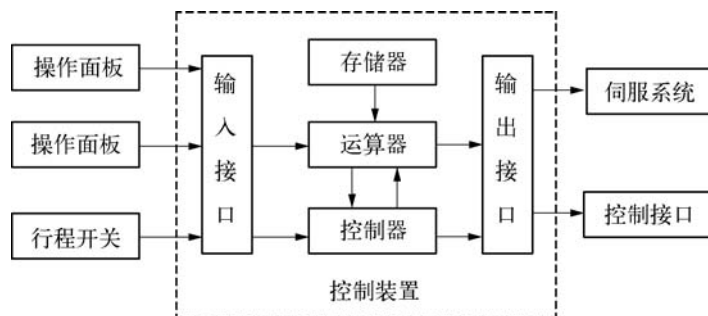 操作面板
操作面板
行程开关
输入接口
存储器
运算器
控制器
输出接口
伺服系统
控制接口
控制装置